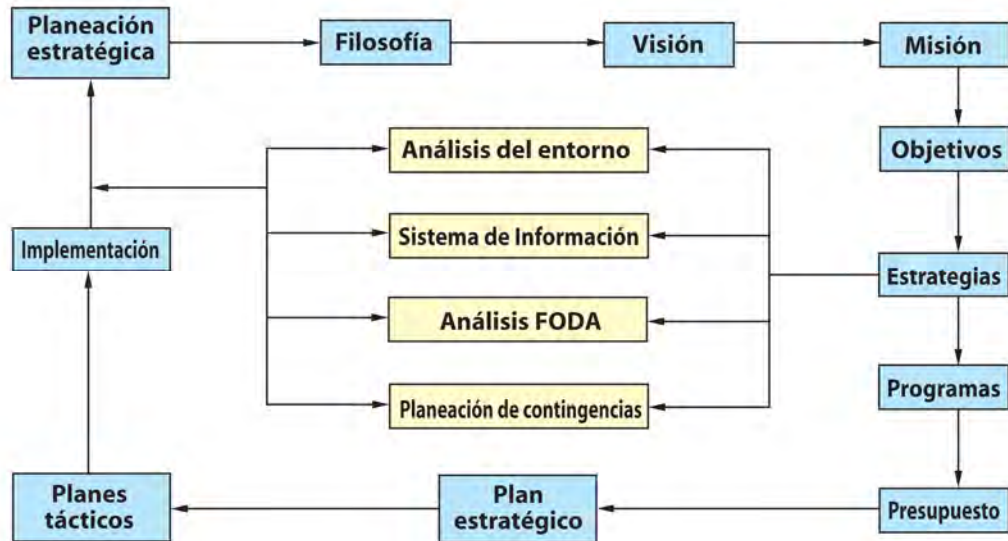 Planeación
estratégica
Filosofía
Visión
Misión
Análisis del entorno
Objetivos
Sistema de Información
Implementación
Estrategias
Análisis FODA
Programas
Planeación de contingencias
Planes
tácticos
Plan
estratégico
Presupuesto